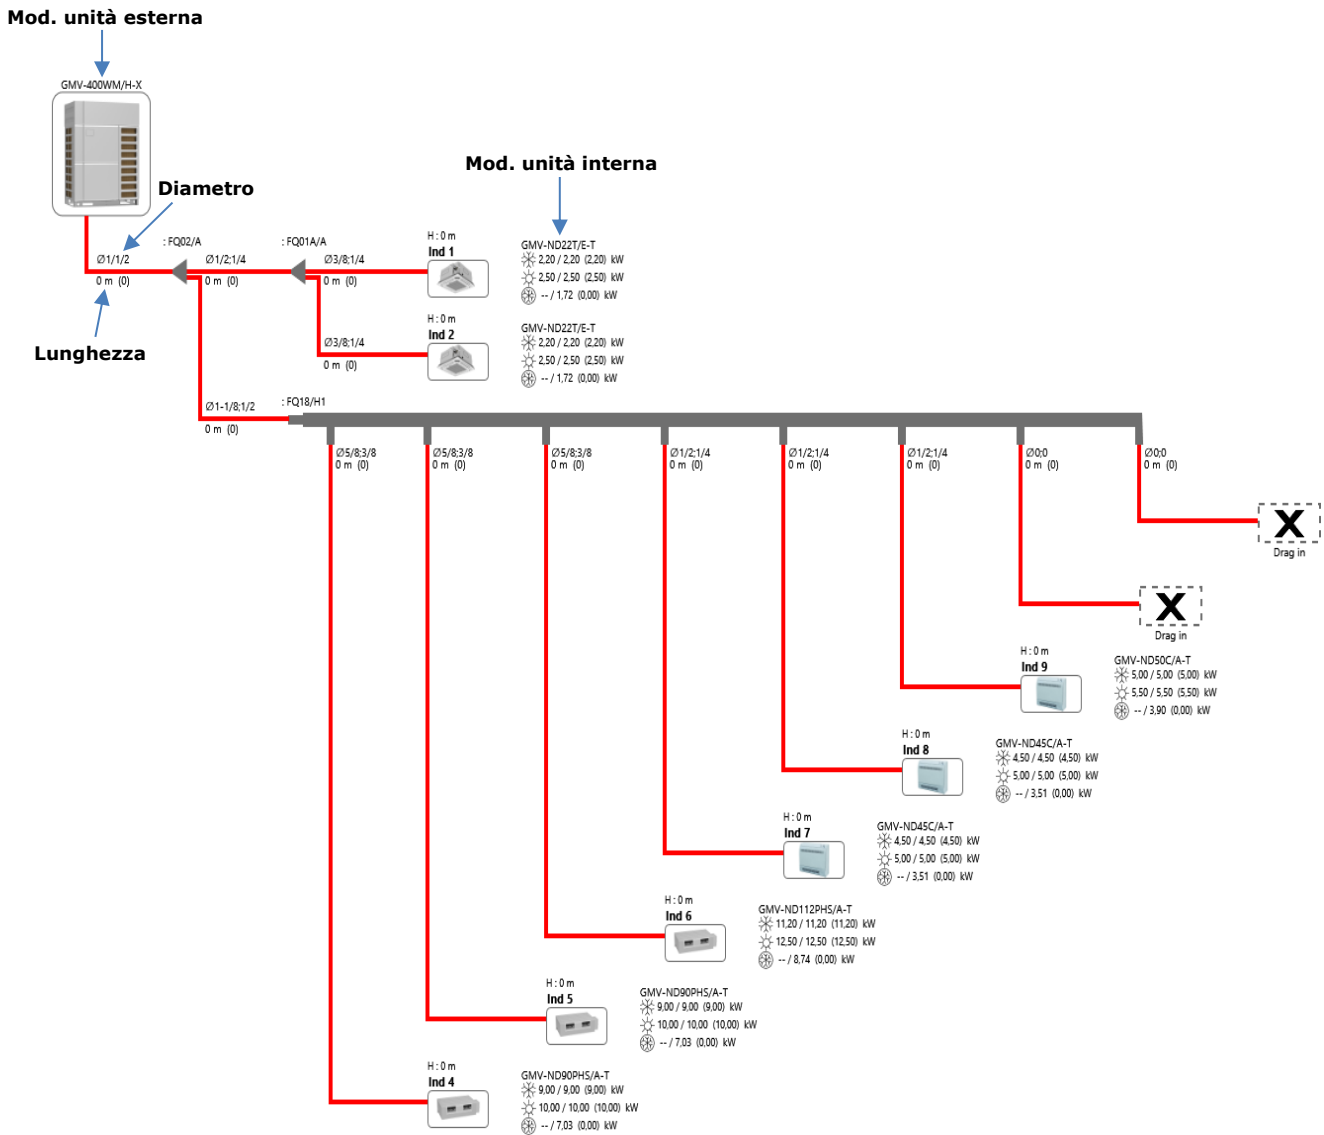 Mod. unità esterna
GMV-400WM/H-X
Mod. unità interna
Diametro
: FQ02/A
: FQ01A/A
Ø1/1/2
0 m (0)
Ø1/2;1/4
0 m (0)
Ø3/8;1/4
0 m (0)
H : 0 m
Ind 1
GMV-ND22T/E-T
2,20 / 2,20 (2,20) kW
2,50 / 2,50 (2,50) kW
-- / 1,72 (0,00) kW
Lunghezza
Ø3/8;1/4
0 m (0)
H : 0 m
Ind 2
GMV-ND22T/E-T
2,20 / 2,20 (2,20) kW
2,50 / 2,50 (2,50) kW
-- / 1,72 (0,00) kW
Ø1-1/8;1/2
0 m (0)
: FQ18/H1
Ø5/8;3/8
0 m (0)
Ø5/8;3/8
0 m (0)
Ø5/8;3/8
0 m (0)
Ø1/2;1/4
0 m (0)
Ø1/2;1/4
0 m (0)
Ø1/2;1/4
0 m (0)
Ø0;0
0 m (0)
Ø0;0
0 m (0)
X
Drag in
X
Drag in
H : 0 m
Ind 9
GMV-ND50C/A-T
5,00 / 5,00 (5,00) kW
5,50 / 5,50 (5,50) kW
-- / 3,90 (0,00) kW
H : 0 m
Ind 8
GMV-ND45C/A-T
4,50 / 4,50 (4,50) kW
5,00 / 5,00 (5,00) kW
-- / 3,51 (0,00) kW
H : 0 m
Ind 7
GMV-ND45C/A-T
4,50 / 4,50 (4,50) kW
5,00 / 5,00 (5,00) kW
-- / 3,51 (0,00) kW
H : 0 m
Ind 6
GMV-ND112PHS/A-T
11,20 / 11,20 (11,20) kW
12,50 / 12,50 (12,50) kW
-- / 8,74 (0,00) kW
H : 0 m
Ind 5
GMV-ND90PHS/A-T
9,00 / 9,00 (9,00) kW
10,00 / 10,00 (10,00) kW
-- / 7,03 (0,00) kW
H : 0 m
Ind 4
GMV-ND90PHS/A-T
9,00 / 9,00 (9,00) kW
10,00 / 10,00 (10,00) kW
-- / 7,03 (0,00) kW